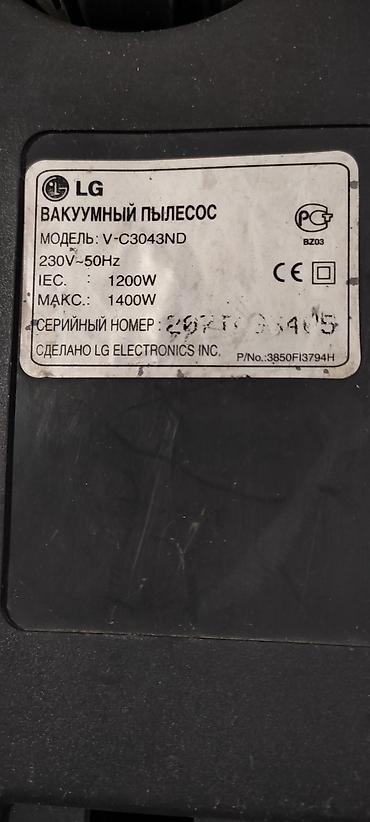 LG
ВАКУУМНЫЙ ПЫЛЕСОС
МОДЕЛЬ: V-C3043ND
230V~50Hz
IEC. : 1200W
МАКС.: 1400W
СЕРИЙНЫЙ НОМЕР :
СДЕЛАНО LG ELECTRONICS INC.
РСТ
BZ03
CE
P/No.:3850FI3794H